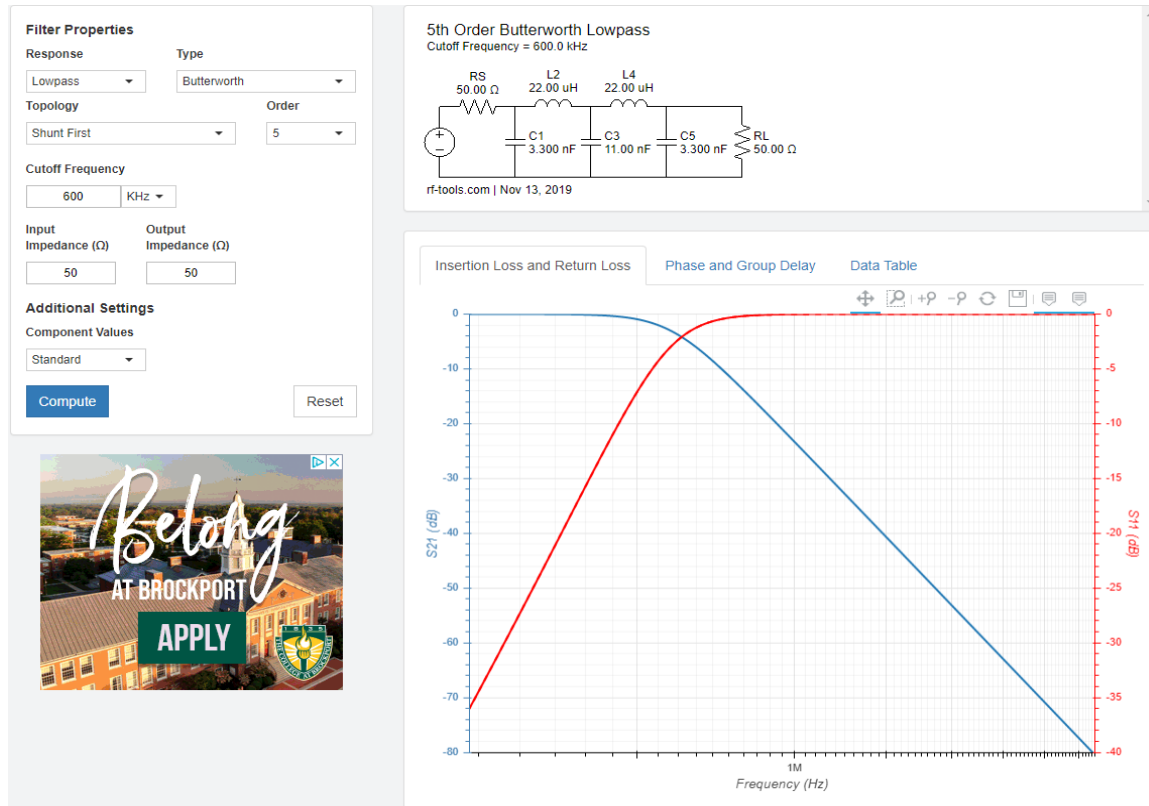 Filter Properties
Response Type
Lowpass Butterworth
Topology Order
Shunt First 5
Cutoff Frequency
600 KHz
Input Impedance (Ω) Output Impedance (Ω)
50 50
Additional Settings
Component Values
Standard
Compute Reset
Belong
AT BROCKPORT
APPLY
1835
THE COLLEGE AT BROCKPORT
5th Order Butterworth Lowpass
Cutoff Frequency = 600.0 kHz
RS L2 L4
50.00 Ω 22.00 uH 22.00 uH
+ C1 C3 C5 RL
− 3.300 nF 11.00 nF 3.300 nF 50.00 Ω
rf-tools.com | Nov 13, 2019
Insertion Loss and Return Loss Phase and Group Delay Data Table
0 0
-10 -5
-20 -10
-30 -15
S21 (dB) S11 (dB)
-40 -20
-50 -25
-60 -30
-70 -35
-80 -40
1M
Frequency (Hz)